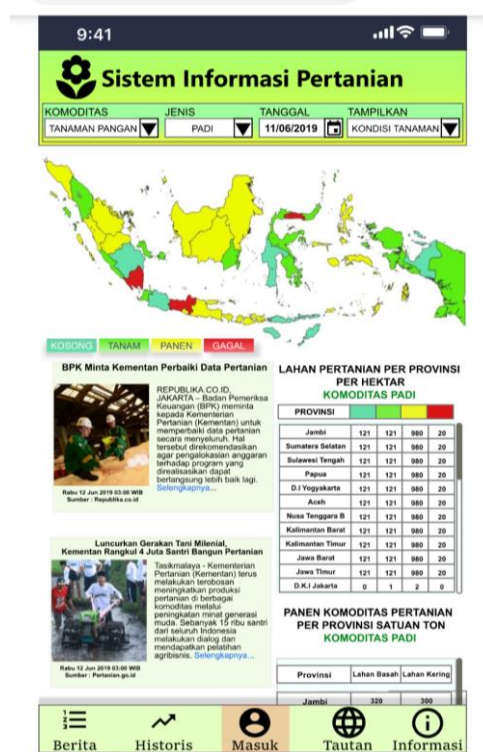 9:41
Sistem Informasi Pertanian
KOMODITAS JENIS TANGGAL TAMPILKAN
TANAMAN PANGAN PADI 11/06/2019 KONDISI TANAMAN
KOSONG TANAM PANEN GAGAL
BPK Minta Kementan Perbaiki Data Pertanian
REPUBLIKA.CO.ID,
JAKARTA – Badan Pemeriksa
Keuangan (BPK) meminta
kepada Kementerian
Pertanian (Kementan) untuk
memperbaiki data pertanian
secara menyeluruh. Hal
tersebut direkomendasikan
agar pengalokasian anggaran
terhadap program yang
direalisasikan dapat
berlangsung lebih baik lagi.
Selengkapnya...
Rabu 12 Jun 2019 03:00 WIB
Sumber : Republika.co.id
Luncurkan Gerakan Tani Milenial,
Kementan Rangkul 4 Juta Santri Bangun Pertanian
Tasikmalaya - Kementerian
Pertanian (Kementan) terus
melakukan terobosan
meningkatkan produksi
pertanian di berbagai
komoditas melalui
peningkatan minat generasi
muda. Sebanyak 15 ribu santri
dari seluruh Indonesia
melakukan dialog dan
mendapatkan pelatihan
agribisnis. Selengkapnya...
Rabu 12 Jun 2019 03:00 WIB
Sumber : Pertanian.go.id
LAHAN PERTANIAN PER PROVINSI
PER HEKTAR
KOMODITAS PADI
PROVINSI
Jambi 121 121 980 20
Sumatera Selatan 121 121 980 20
Sulawesi Tengah 121 121 980 20
Papua 121 121 980 20
D.I Yogyakarta 121 121 980 20
Aceh 121 121 980 20
Nusa Tenggara B 121 121 980 20
Kalimantan Barat 121 121 980 20
Kalimantan Timur 121 121 980 20
Jawa Barat 121 121 980 20
Jawa Timur 121 121 980 20
D.K.I Jakarta 0 1 2 0
PANEN KOMODITAS PERTANIAN
PER PROVINSI SATUAN TON
KOMODITAS PADI
Provinsi Lahan Basah Lahan Kering
Jambi 320 300
Berita Historis Masuk Tautan Informasi